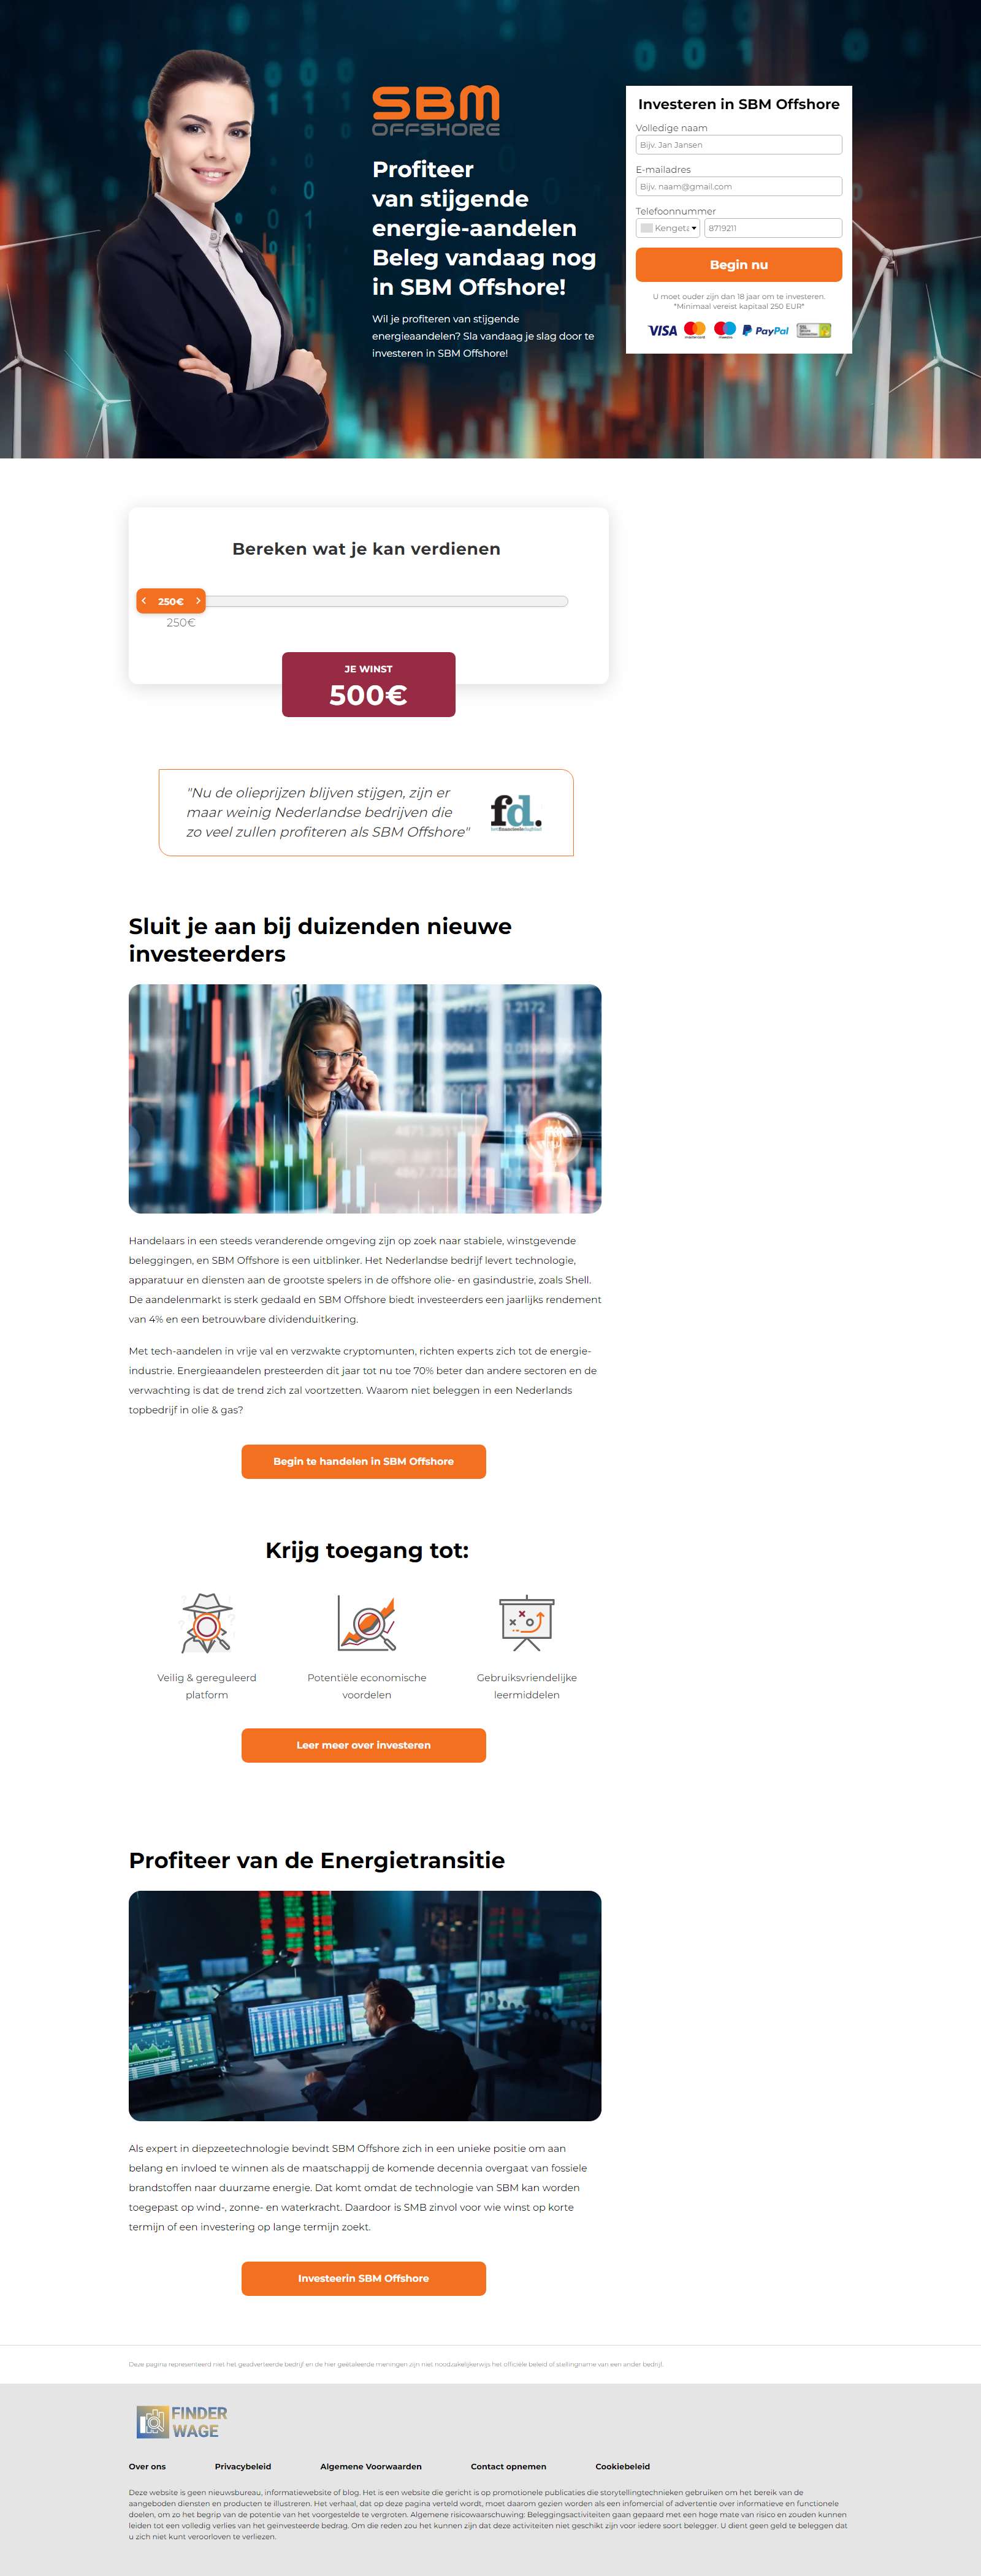 SBM
OFFSHORE
Profiteer
van stijgende
energie-aandelen
Beleg vandaag nog
in SBM Offshore!
Wil je profiteren van stijgende
energieaandelen? Sla vandaag je slag door te
investeren in SBM Offshore!
Investeren in SBM Offshore
Volledige naam
Bijv. Jan Jansen
E-mailadres
Bijv. naam@gmail.com
Telefoonnummer
Kengeta 8719211
Begin nu
U moet ouder zijn dan 18 jaar om te investeren.
*Minimaal vereist kapitaal 250 EUR*
VISA PayPal
Bereken wat je kan verdienen
250€
250€
JE WINST
500€
"Nu de olieprijzen blijven stijgen, zijn er
maar weinig Nederlandse bedrijven die
zo veel zullen profiteren als SBM Offshore"
fd.
Sluit je aan bij duizenden nieuwe
investeerders
Handelaars in een steeds veranderende omgeving zijn op zoek naar stabiele, winstgevende
beleggingen, en SBM Offshore is een uitblinker. Het Nederlandse bedrijf levert technologie,
apparatuur en diensten aan de grootste spelers in de offshore olie- en gasindustrie, zoals Shell.
De aandelenmarkt is sterk gedaald en SBM Offshore biedt investeerders een jaarlijks rendement
van 4% en een betrouwbare dividenduitkering.
Met tech-aandelen in vrije val en verzwakte cryptomunten, richten experts zich tot de energie-
industrie. Energieaandelen presteerden dit jaar tot nu toe 70% beter dan andere sectoren en de
verwachting is dat de trend zich zal voortzetten. Waarom niet beleggen in een Nederlands
topbedrijf in olie & gas?
Begin te handelen in SBM Offshore
Krijg toegang tot:
Veilig & gereguleerd
platform
Potentiële economische
voordelen
Gebruiksvriendelijke
leermiddelen
Leer meer over investeren
Profiteer van de Energietransitie
Als expert in diepzeetechnologie bevindt SBM Offshore zich in een unieke positie om aan
belang en invloed te winnen als de maatschappij de komende decennia overgaat van fossiele
brandstoffen naar duurzame energie. Dat komt omdat de technologie van SBM kan worden
toegepast op wind-, zonne- en waterkracht. Daardoor is SMB zinvol voor wie winst op korte
termijn of een investering op lange termijn zoekt.
Investeerin SBM Offshore
Deze pagina representeerd niet het geadverteerde bedrijf en de hier gedetaileerde meningen zijn niet noodzakelijkerwijs het officiële beleid of stellingname van een ander bedrijf.
FINDER
WAGE
Over ons Privacybeleid Algemene Voorwaarden Contact opnemen Cookiebeleid
Deze website is geen nieuwsbureau, informatiewebsite of blog. Het is een website die gericht is op promotionele publicaties die storytellingtechnieken gebruiken om het bereik van de
aangeboden diensten en producten te illustreren. Het verhaal, dat op deze pagina verteld wordt, moet daarom gezien worden als een infomercial of advertentie over informatieve en functionele
doelen, om zo het begrip van de potentie van het voorgestelde te vergroten. Algemene risicowaarschuwing: Beleggingsactiviteiten gaan gepaard met een hoge mate van risico en zouden kunnen
leiden tot een volledig verlies van het geïnvesteerde bedrag. Om die reden zou het kunnen zijn dat deze activiteiten niet geschikt zijn voor iedere soort belegger. U dient geen geld te beleggen dat
u zich niet kunt veroorloven te verliezen.